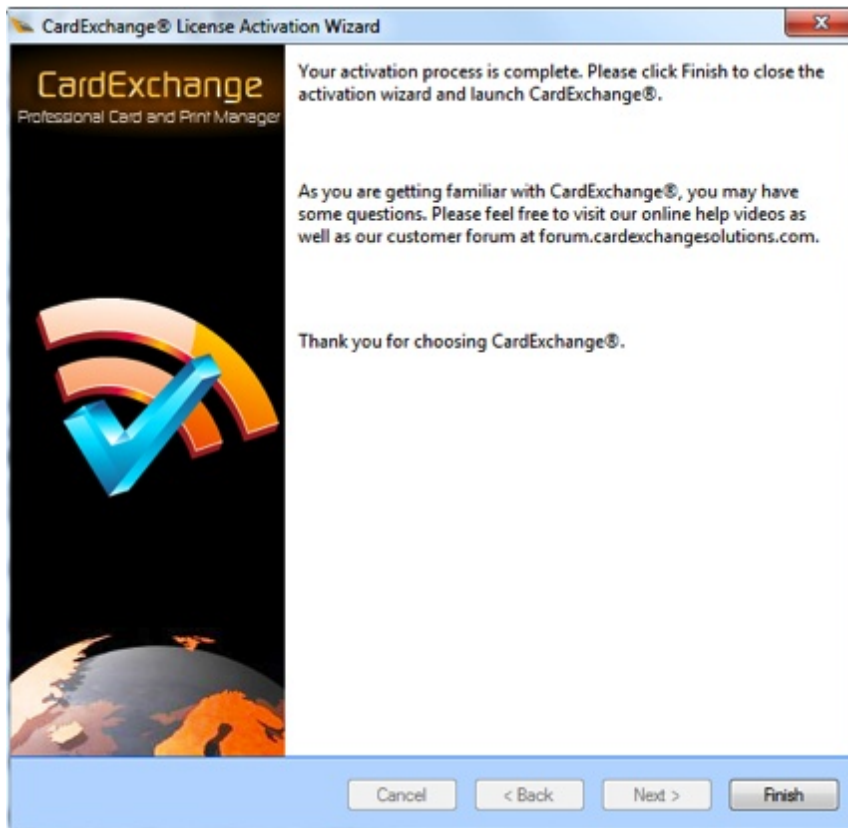 CardExchange® License Activation Wizard
CardExchange
Professional Card and Print Manager
Your activation process is complete. Please click Finish to close the
activation wizard and launch CardExchange®.
As you are getting familiar with CardExchange®, you may have
some questions. Please feel free to visit our online help videos as
well as our customer forum at forum.cardexchangesolutions.com.
Thank you for choosing CardExchange®.
Cancel
< Back
Next >
Finish